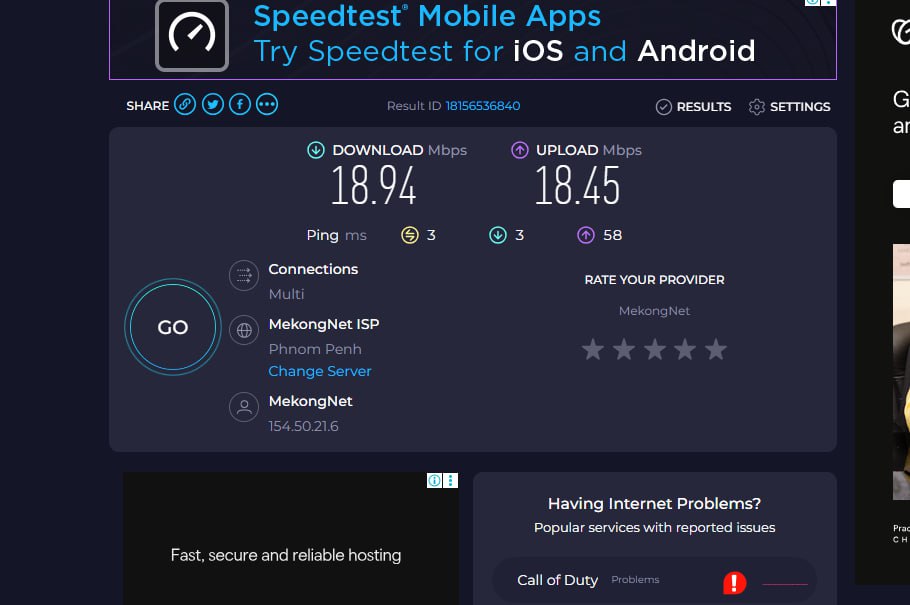 Speedtest® Mobile Apps
Try Speedtest for iOS and Android
SHARE
Result ID 18156536840
RESULTS
SETTINGS
DOWNLOAD Mbps
18.94
UPLOAD Mbps
18.45
Ping ms 3 3 58
GO
Connections
Multi
MekongNet ISP
Phnom Penh
Change Server
MekongNet
154.50.21.6
RATE YOUR PROVIDER
MekongNet
Fast, secure and reliable hosting
Having Internet Problems?
Popular services with reported issues
Call of Duty Problems